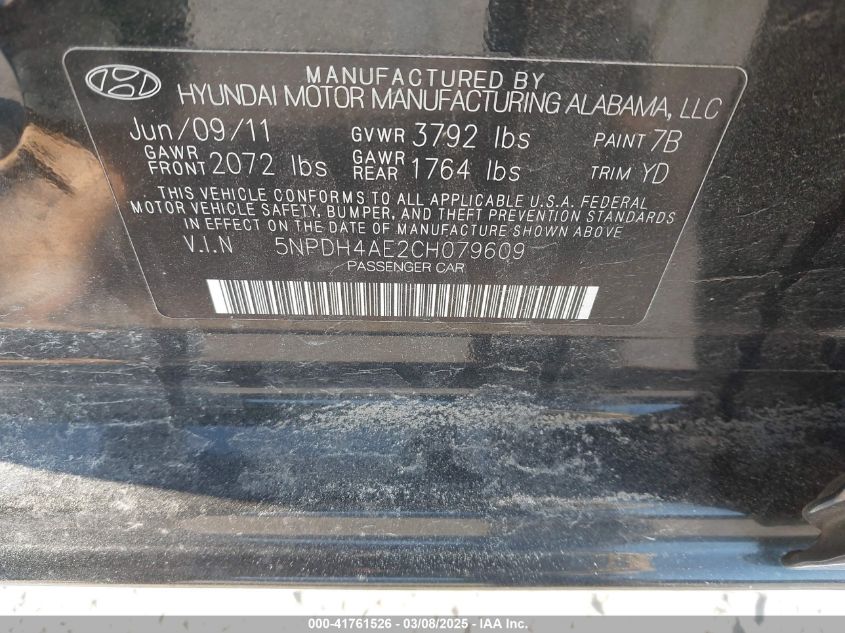 MANUFACTURED BY
HYUNDAI MOTOR MANUFACTURING ALABAMA, LLC
Jun/09/11 GVWR 3792 lbs PAINT 7B
GAWR FRONT 2072 lbs GAWR REAR 1764 lbs TRIM YD
THIS VEHICLE CONFORMS TO ALL APPLICABLE U.S.A. FEDERAL
MOTOR VEHICLE SAFETY, BUMPER, AND THEFT PREVENTION STANDARDS
IN EFFECT ON THE DATE OF MANUFACTURE SHOWN ABOVE.
V.I.N 5NPDH4AE2CH079609
PASSENGER CAR
000-41761526 - 03/08/2025 - IAA Inc.